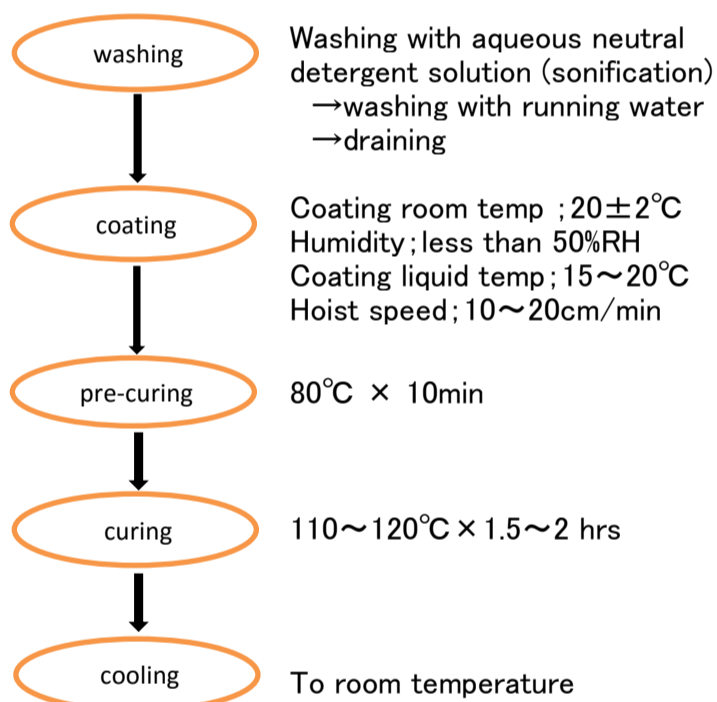 washing
Washing with aqueous neutral
detergent solution (sonification)
→washing with running water
→draining
coating
Coating room temp ;20±2℃
Humidity;less than 50%RH
Coating liquid temp;15～20℃
Hoist speed;10～20cm/min
pre-curing
80℃ × 10min
curing
110～120℃×1.5～2 hrs
cooling
To room temperature